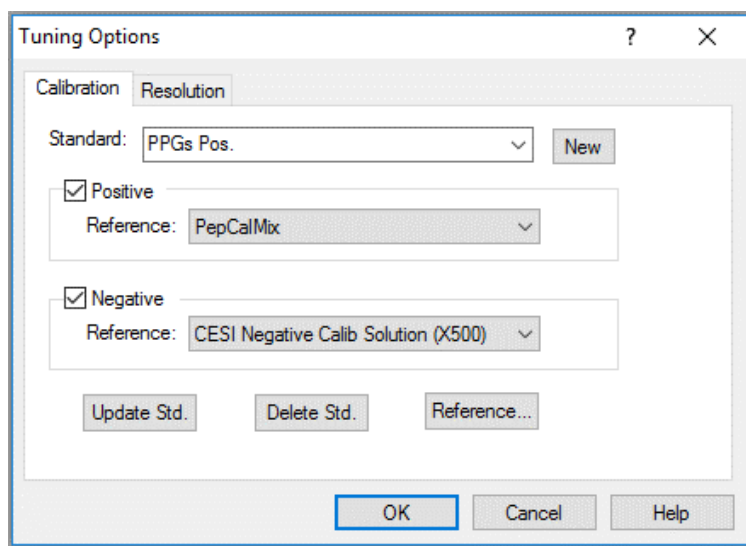 Tuning Options
Calibration Resolution
Standard: PPGs Pos. New
Positive
Reference: PepCalMix
Negative
Reference: CESI Negative Calib Solution (X500)
Update Std. Delete Std. Reference...
OK Cancel Help